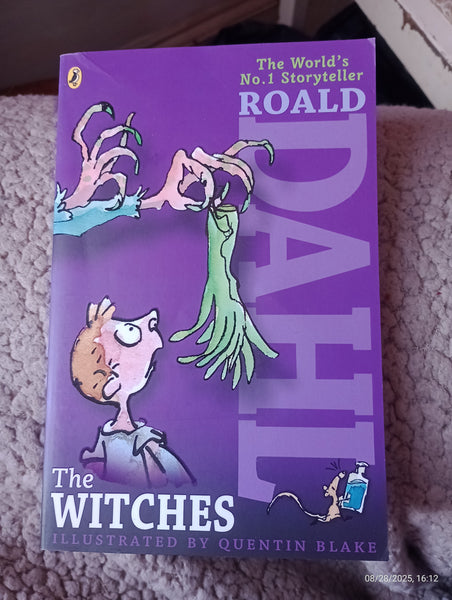 The World's
No.1 Storyteller
ROALD
DAHL
The
WITCHES
ILLUSTRATED BY QUENTIN BLAKE
08/28/2025, 16:12